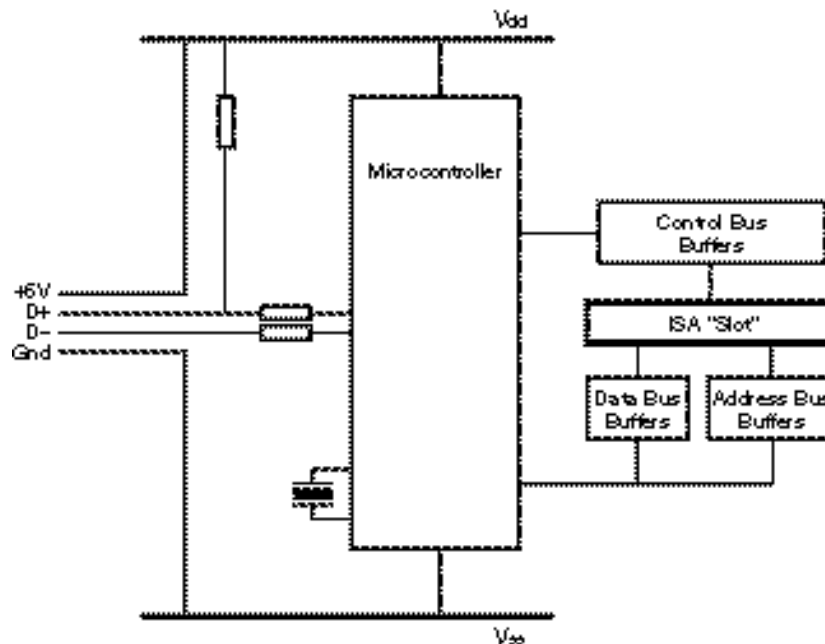 Vdd
Microcontroller
Control Bus
Buffers
+5V
D+
D-
Gnd
ISA "Slot"
Data Bus
Buffers
Address Bus
Buffers
Vss